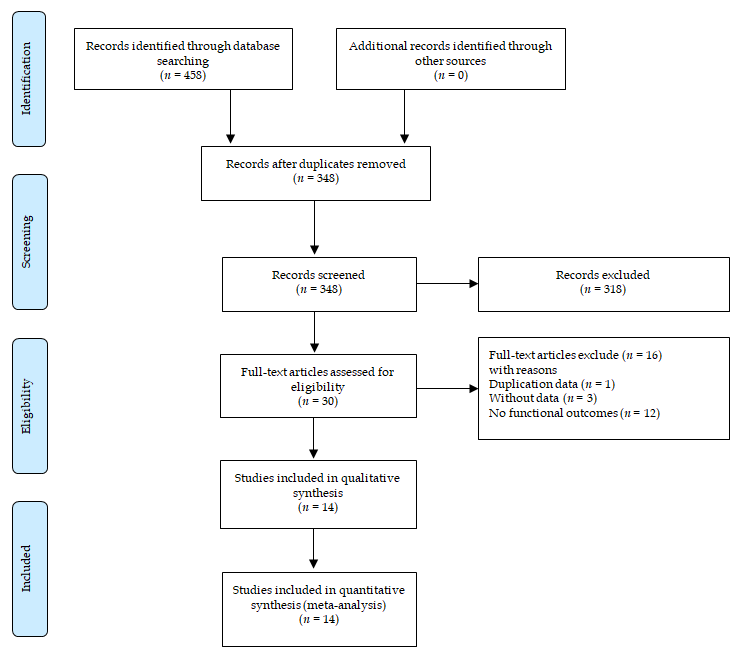 Identification
Records identified through database
searching
(n = 458)
Additional records identified through
other sources
(n = 0)
Records after duplicates removed
(n = 348)
Screening
Records screened
(n = 348)
Records excluded
(n = 318)
Eligibility
Full-text articles assessed for
eligibility
(n = 30)
Full-text articles exclude (n = 16)
with reasons
Duplication data (n = 1)
Without data (n = 3)
No functional outcomes (n = 12)
Studies included in qualitative
synthesis
(n = 14)
Included
Studies included in quantitative
synthesis (meta-analysis)
(n = 14)